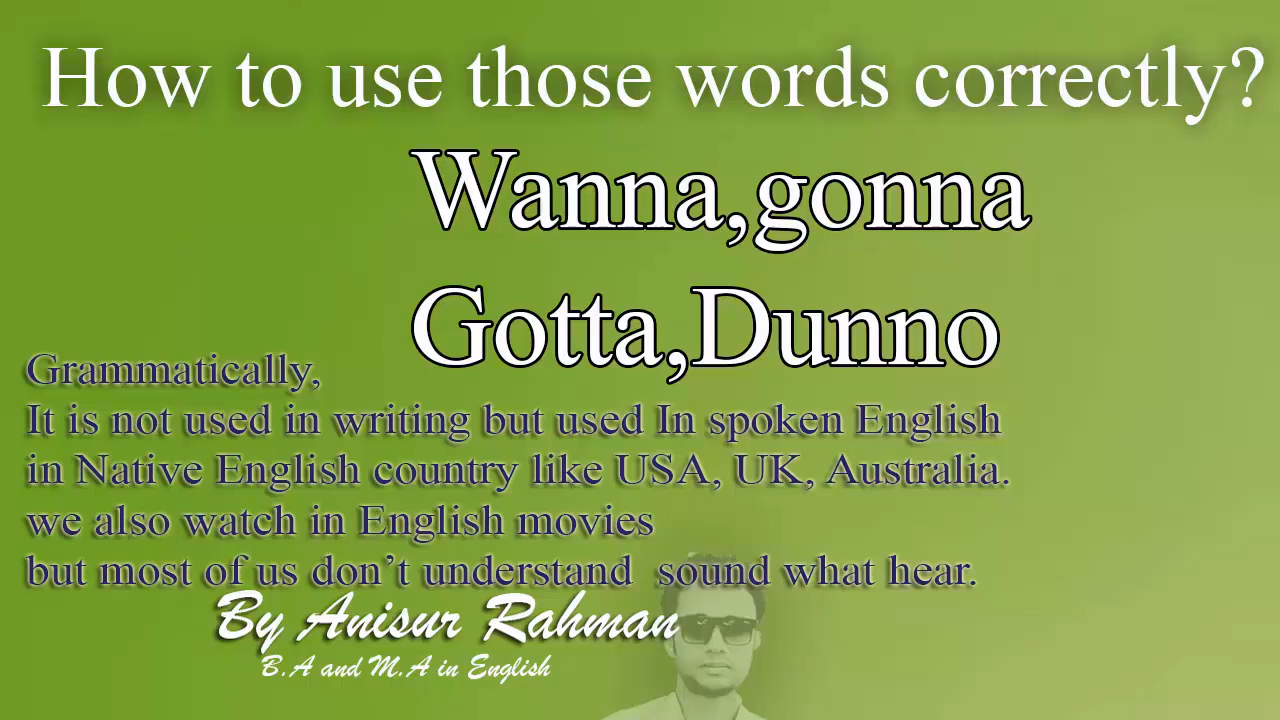 How to use those words correctly?
Wanna,gonna
Gotta,Dunno
Grammatically,
It is not used in writing but used In spoken English
in Native English country like USA, UK, Australia.
we also watch in English movies
but most of us don’t understand  sound what hear.
By Anisur Rahman
B.A and M.A in English